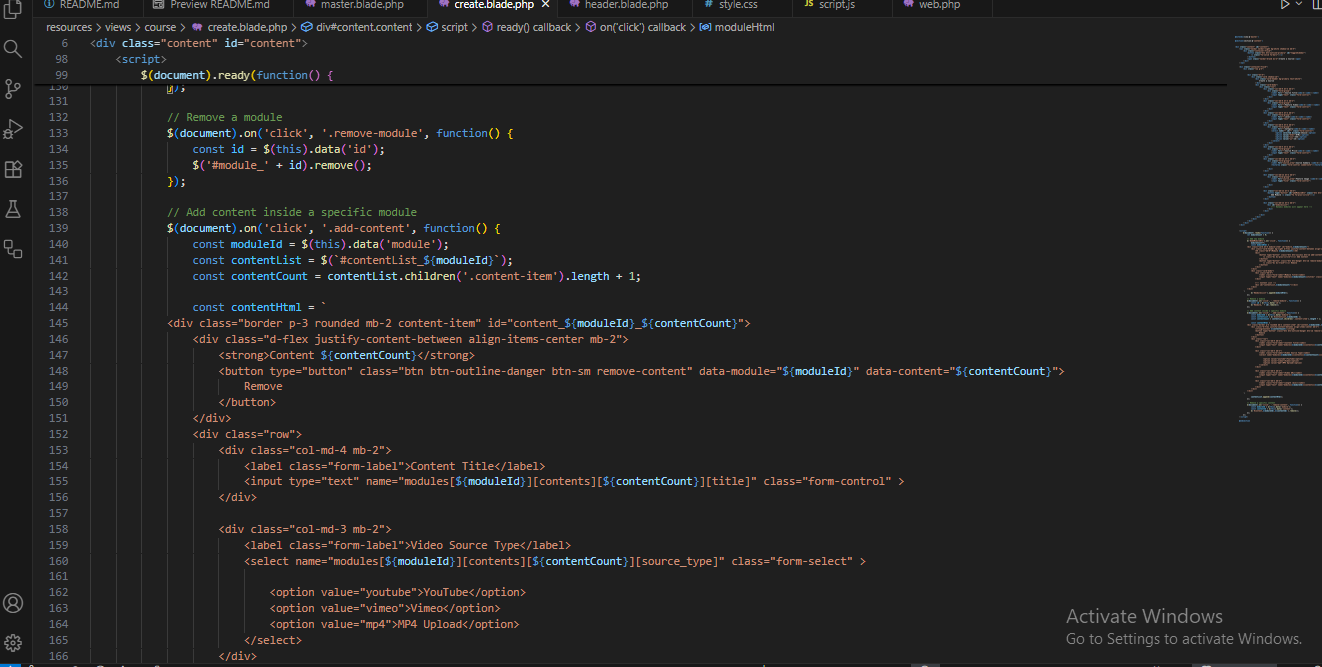 README.md Preview README.md master.blade.php create.blade.php header.blade.php style.css JS script.js web.php
resources > views > course > create.blade.php > div#content.content > script > ready() callback > on('click') callback > moduleHtml
6 <div class="content" id="content">
98 <script>
99 $(document).ready(function() {
130 });
131
132 // Remove a module
133 $(document).on('click', '.remove-module', function() {
134 const id = $(this).data('id');
135 $('#module_' + id).remove();
136 });
137
138 // Add content inside a specific module
139 $(document).on('click', '.add-content', function() {
140 const moduleId = $(this).data('module');
141 const contentList = $(`#contentList_${moduleId}`);
142 const contentCount = contentList.children('.content-item').length + 1;
143
144 const contentHtml = `
145 <div class="border p-3 rounded mb-2 content-item" id="content_${moduleId}_${contentCount}">
146 <div class="d-flex justify-content-between align-items-center mb-2">
147 <strong>Content ${contentCount}</strong>
148 <button type="button" class="btn btn-outline-danger btn-sm remove-content" data-module="${moduleId}" data-content="${contentCount}">
149 Remove
150 </button>
151 </div>
152 <div class="row">
153 <div class="col-md-4 mb-2">
154 <label class="form-label">Content Title</label>
155 <input type="text" name="modules[${moduleId}][contents][${contentCount}][title]" class="form-control" >
156 </div>
157
158 <div class="col-md-3 mb-2">
159 <label class="form-label">Video Source Type</label>
160 <select name="modules[${moduleId}][contents][${contentCount}][source_type]" class="form-select" >
161
162 <option value="youtube">YouTube</option>
163 <option value="vimeo">Vimeo</option>
164 <option value="mp4">MP4 Upload</option>
165 </select>
166 </div>
Activate Windows
Go to Settings to activate Windows.